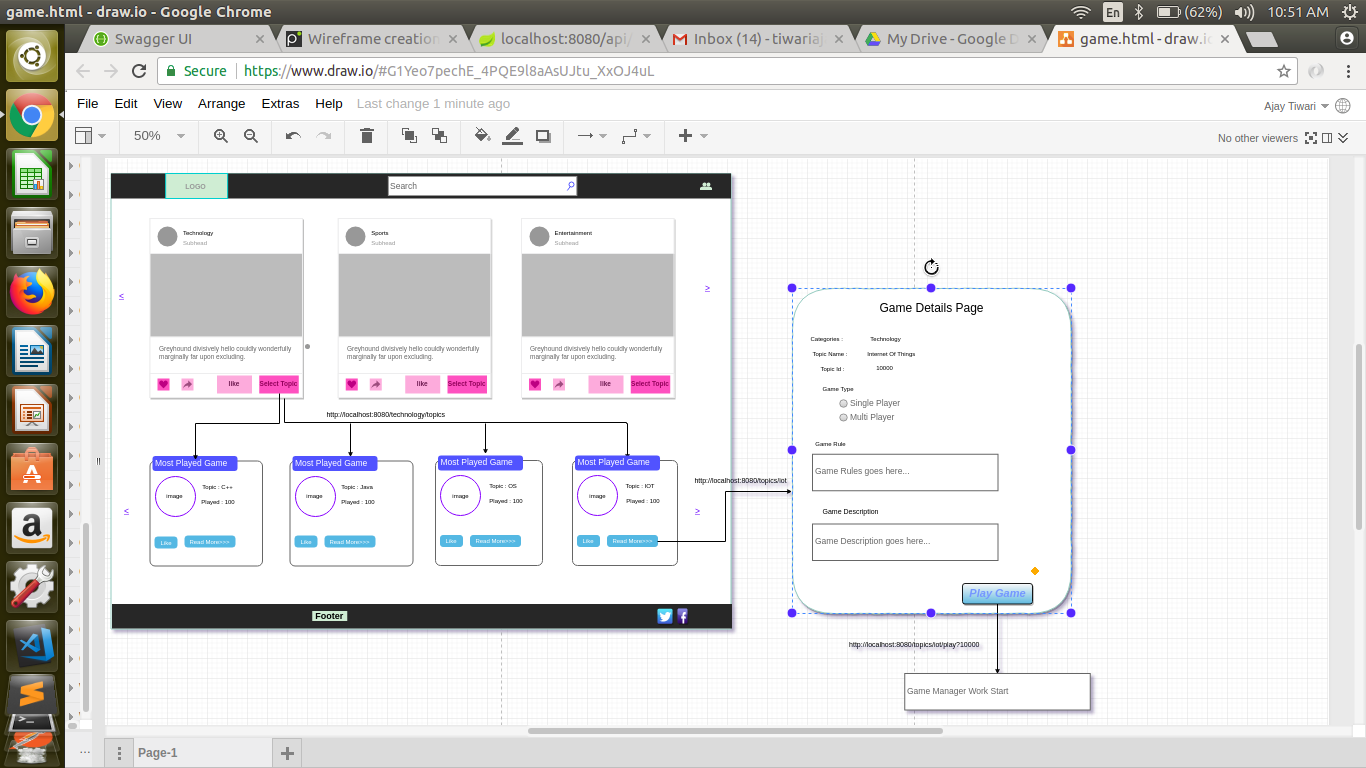 game.html - draw.io - Google Chrome
En
(62%)
10:51 AM
Swagger UI
Wireframe creation
localhost:8080/api/
Inbox (14) - tiwariaj
My Drive - Google D
game.html - draw.io
Secure
https://www.draw.io/#G1Yeo7pechE_4PQE9l8aAsUJtu_XxOJ4uL
File Edit View Arrange Extras Help Last change 1 minute ago
Ajay Tiwari
50%
No other viewers
LOGO
Search
Technology
Subhead
Sports
Subhead
Entertainment
Subhead
<
>
Greyhound divisively hello couldly wonderfully
marginally far upon excluding.
Greyhound divisively hello couldly wonderfully
marginally far upon excluding.
Greyhound divisively hello couldly wonderfully
marginally far upon excluding.
like
Select Topic
like
Select Topic
like
Select Topic
http://localhost:8080/technology/topics
Most Played Game
image
Topic : C++
Played : 100
Like
Read More>>>
Most Played Game
image
Topic : Java
Played : 100
Like
Read More>>>
Most Played Game
image
Topic : OS
Played : 100
Like
Read More>>>
Most Played Game
image
Topic : IOT
Played : 100
Like
Read More>>>
<
>
Footer
http://localhost:8080/topics/iot
Game Details Page
Categories : Technology
Topic Name : Internet Of Things
Topic Id : 10000
Game Type
Single Player
Multi Player
Game Rule
Game Rules goes here...
Game Description
Game Description goes here...
Play Game
http://localhost:8080/topics/iot/play?10000
Game Manager Work Start
Page-1